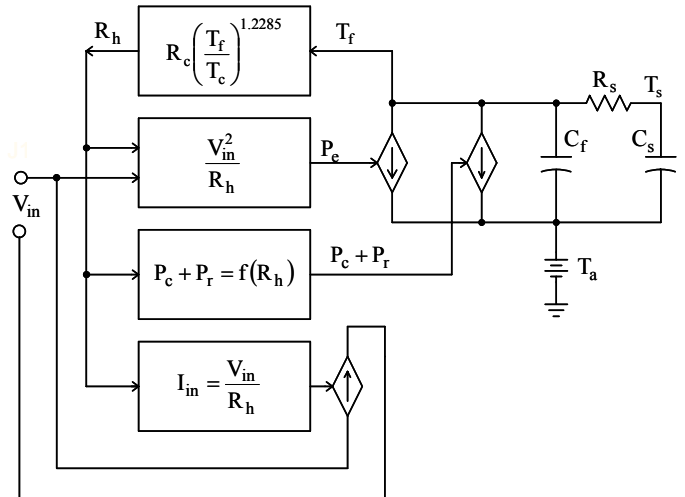 R_h
R_c(T_f/T_c)^1.2285
T_f
R_s
T_s
C_f
C_s
V_in^2/R_h
P_e
V_in
P_c + P_r = f(R_h)
P_c + P_r
T_a
I_in = V_in/R_h